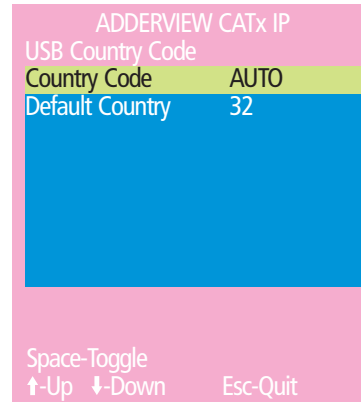 ADDERVIEW CATx IP
USB Country Code
Country Code AUTO
Default Country 32
Space-Toggle
⬆-Up ⬇-Down Esc-Quit